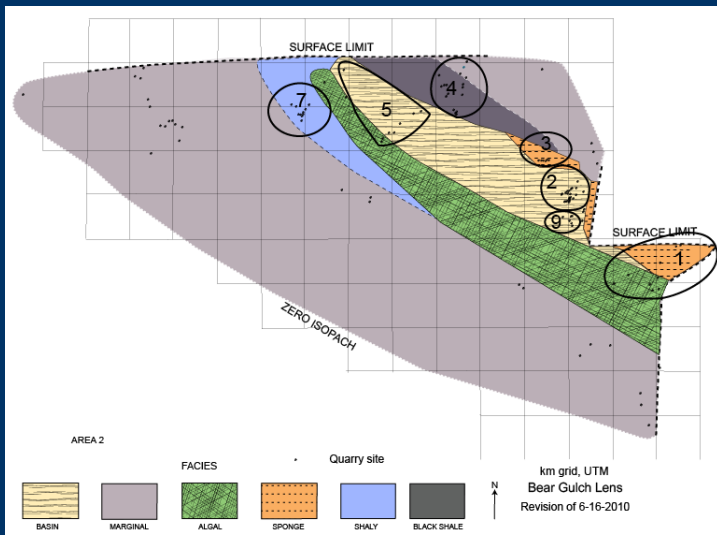 SURFACE LIMIT
7
5
4
3
2
9
SURFACE LIMIT
1
ZERO ISOPACH
AREA 2
FACIES
Quarry site
km grid, UTM
Bear Gulch Lens
Revision of 6-16-2010
N
BASIN
MARGINAL
ALGAL
SPONGE
SHALY
BLACK SHALE